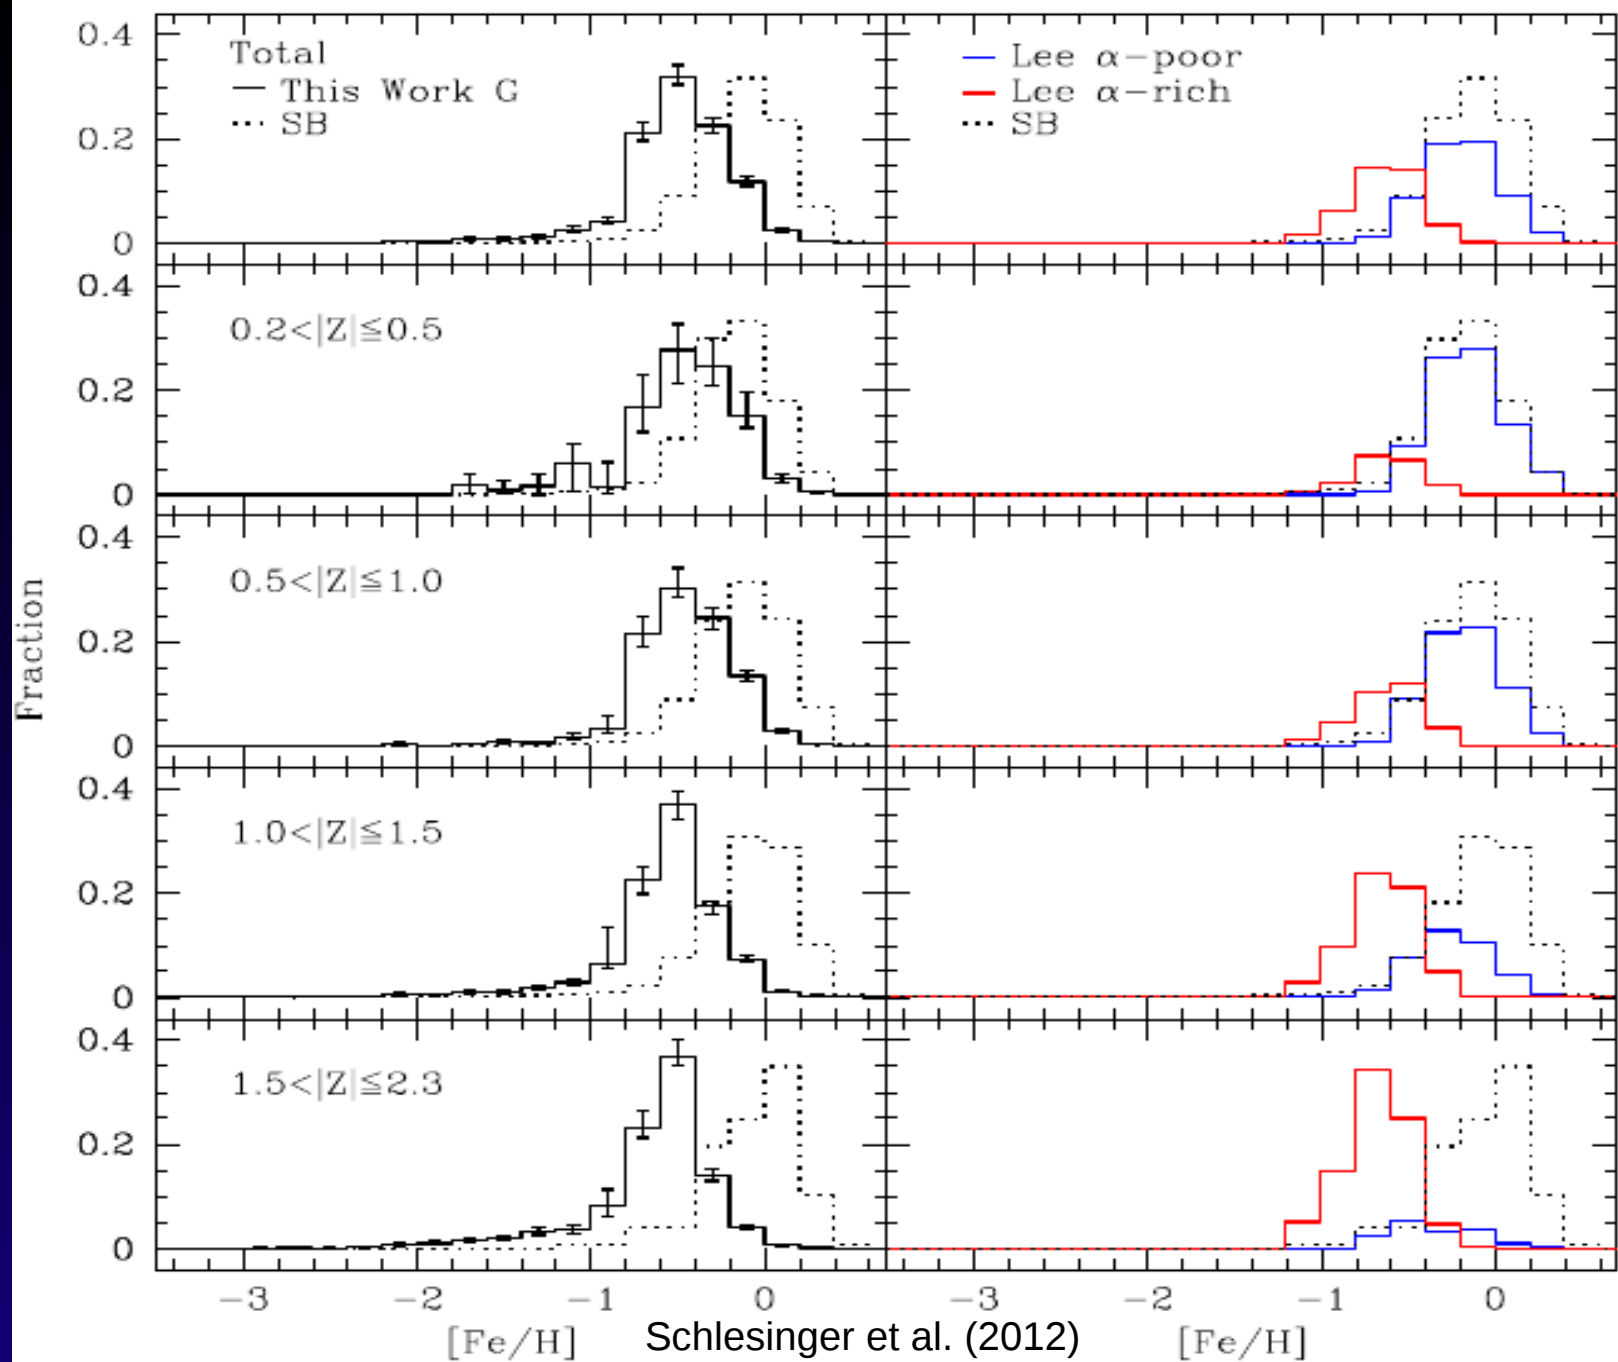 Total
This Work G
SB
Lee α-poor
Lee α-rich
SB
0.4
0.2
0
0.2<|Z|≦0.5
0.4
0.2
0
0.5<|Z|≦1.0
0.4
0.2
0
1.0<|Z|≦1.5
0.4
0.2
0
1.5<|Z|≦2.3
0.4
0.2
0
Fraction
-3 -2 -1 0 -3 -2 -1 0
[Fe/H] Schlesinger et al. (2012) [Fe/H]